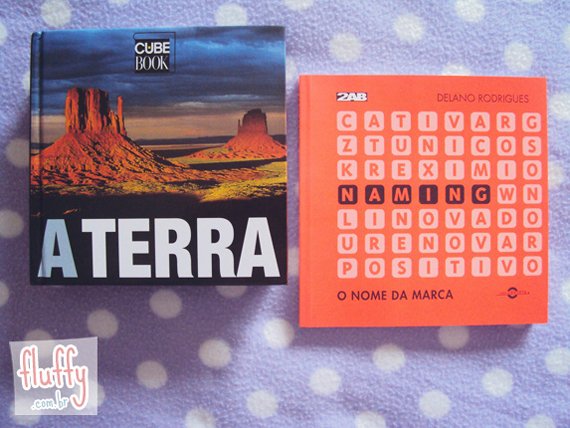 CUBE
BOOK
A TERRA
2AB
DELANO RODRIGUES
CATIVARG
ZTUNICOS
KREXIMIO
NAMINGWN
LINOVADO
URENOVAR
POSITIVO
O NOME DA MARCA
fluffy
.com.br